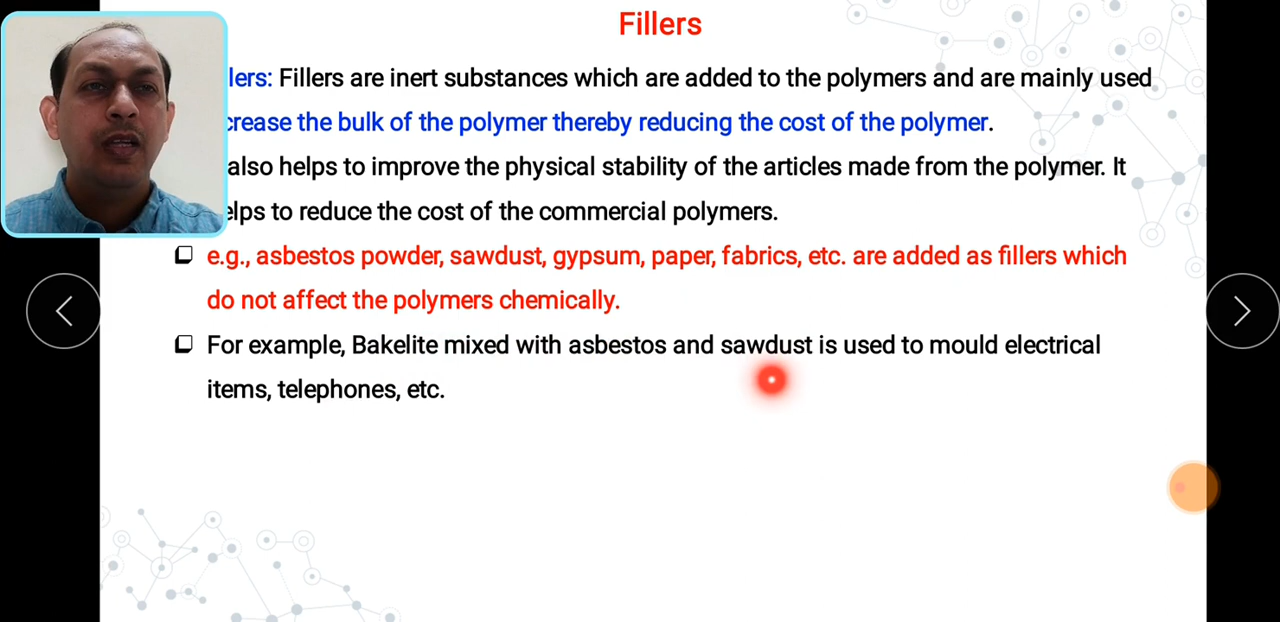 Fillers
lers: Fillers are inert substances which are added to the polymers and are mainly used
crease the bulk of the polymer thereby reducing the cost of the polymer.
also helps to improve the physical stability of the articles made from the polymer. It
elps to reduce the cost of the commercial polymers.
e.g., asbestos powder, sawdust, gypsum, paper, fabrics, etc. are added as fillers which
do not affect the polymers chemically.
For example, Bakelite mixed with asbestos and sawdust is used to mould electrical
items, telephones, etc.